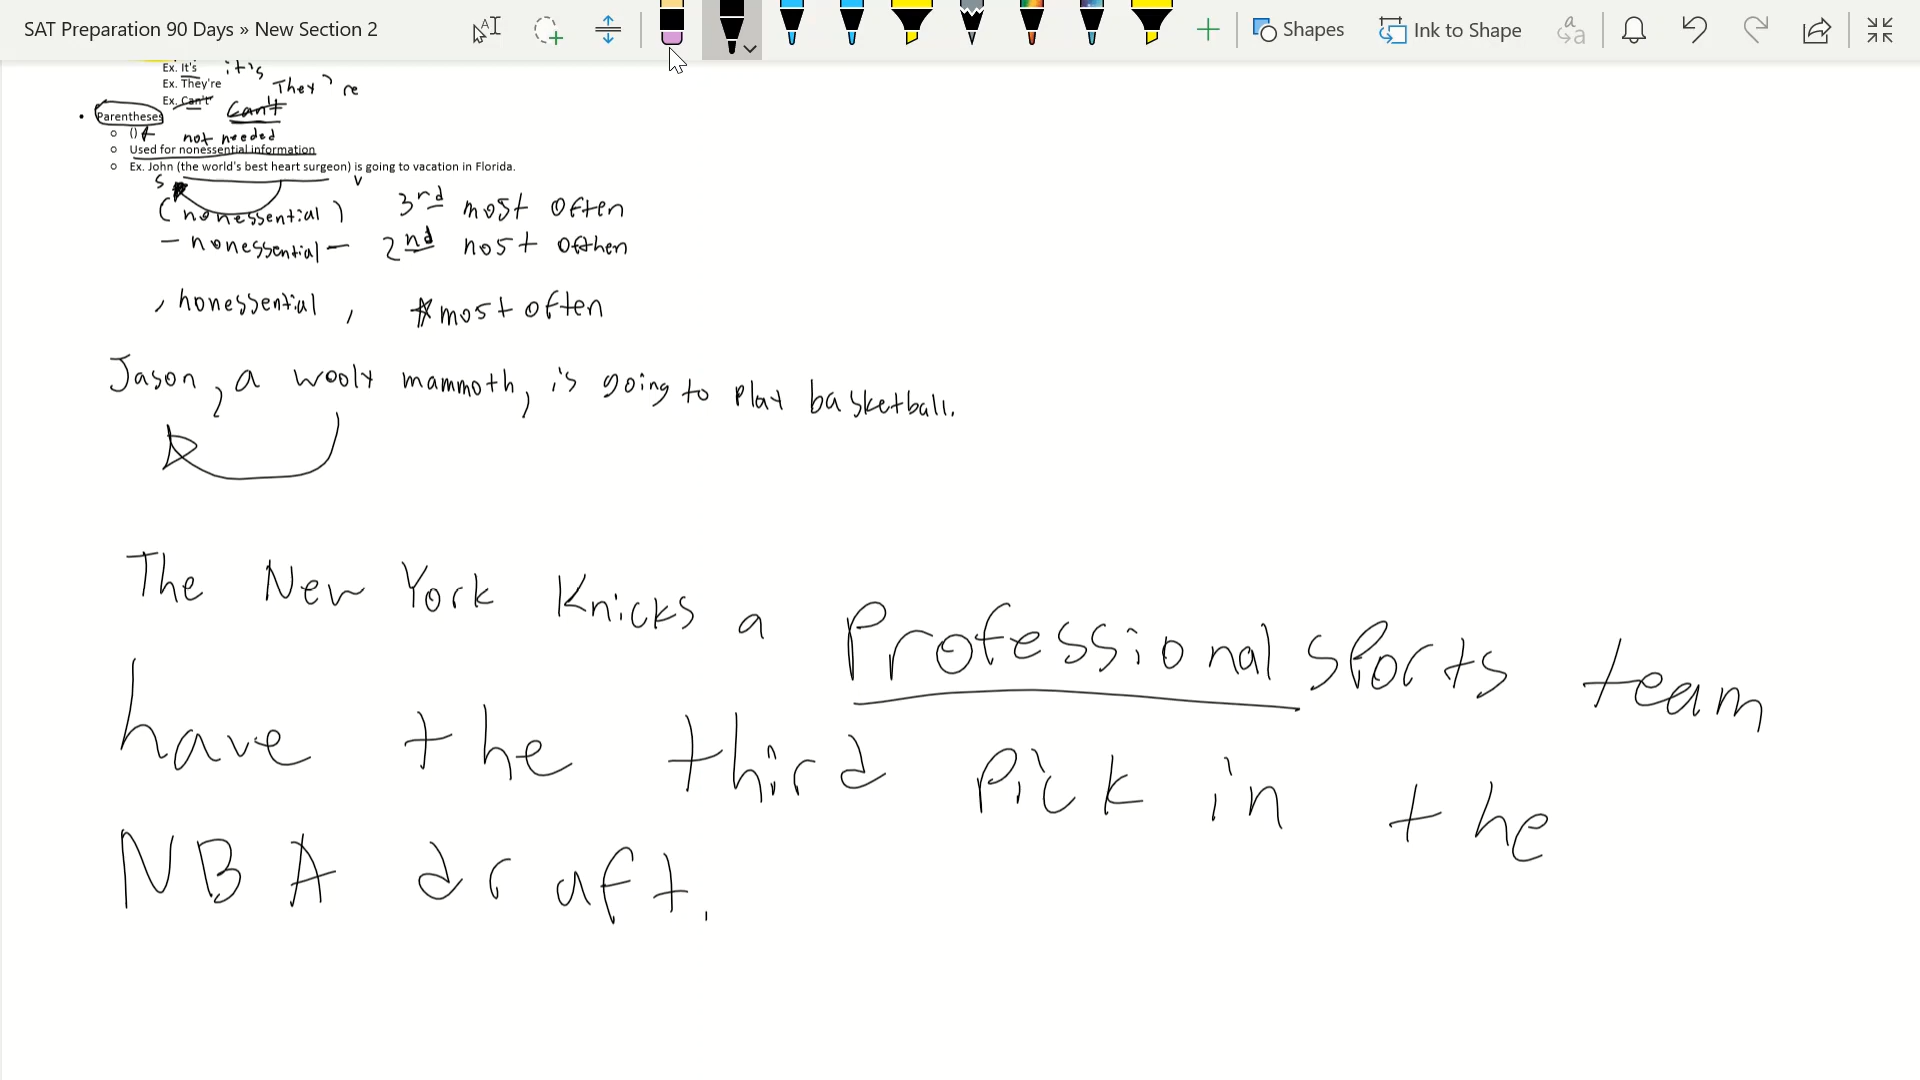 SAT Preparation 90 Days » New Section 2
Shapes
Ink to Shape
Ex. It's it's
Ex. They're They're
Ex. Can't Can't
• Parentheses
○ () not needed
○ Used for nonessential information
○ Ex. John (the world's best heart surgeon) is going to vacation in Florida.
S V
(nonessential) 3rd most often
- nonessential - 2nd most ofthen
, nonessential , *most often
Jason, a wooly mammoth, is going to play basketball.
The New York Knicks a Professional sports team
have the third Pick in the
NBA draft.